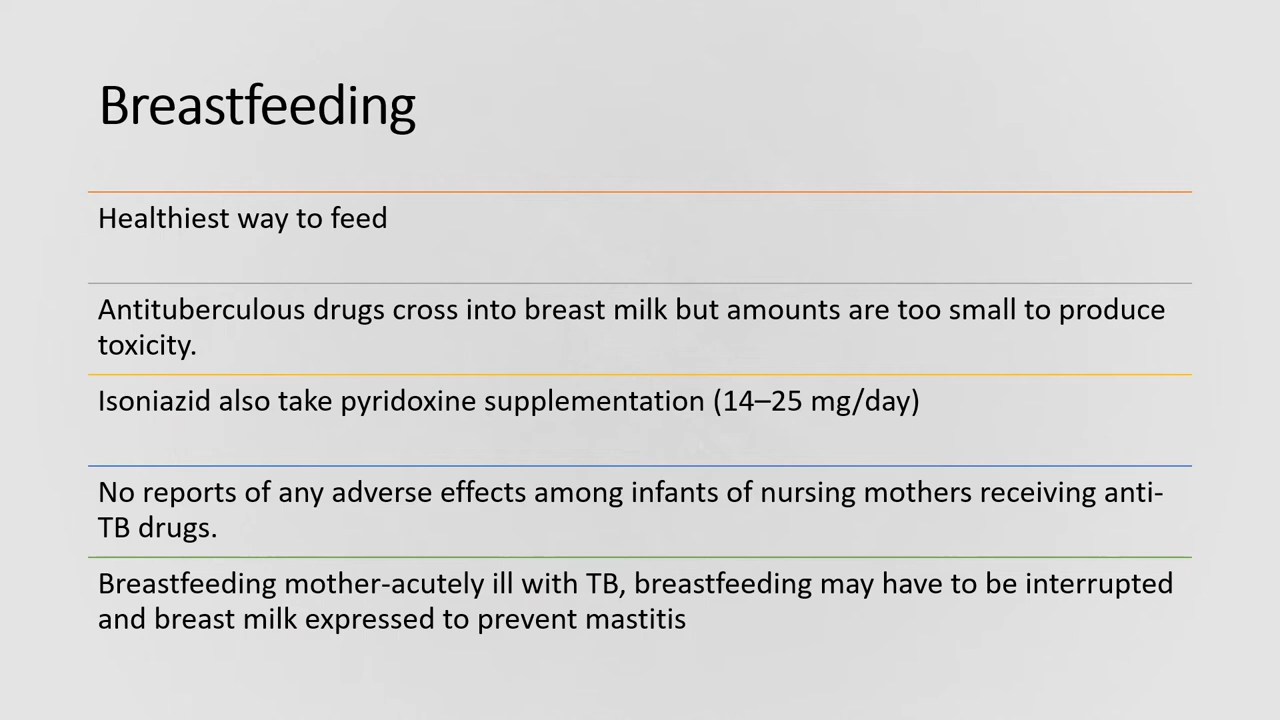 Breastfeeding
Healthiest way to feed
Antituberculous drugs cross into breast milk but amounts are too small to produce
toxicity.
Isoniazid also take pyridoxine supplementation (14–25 mg/day)
No reports of any adverse effects among infants of nursing mothers receiving anti-
TB drugs.
Breastfeeding mother-acutely ill with TB, breastfeeding may have to be interrupted
and breast milk expressed to prevent mastitis